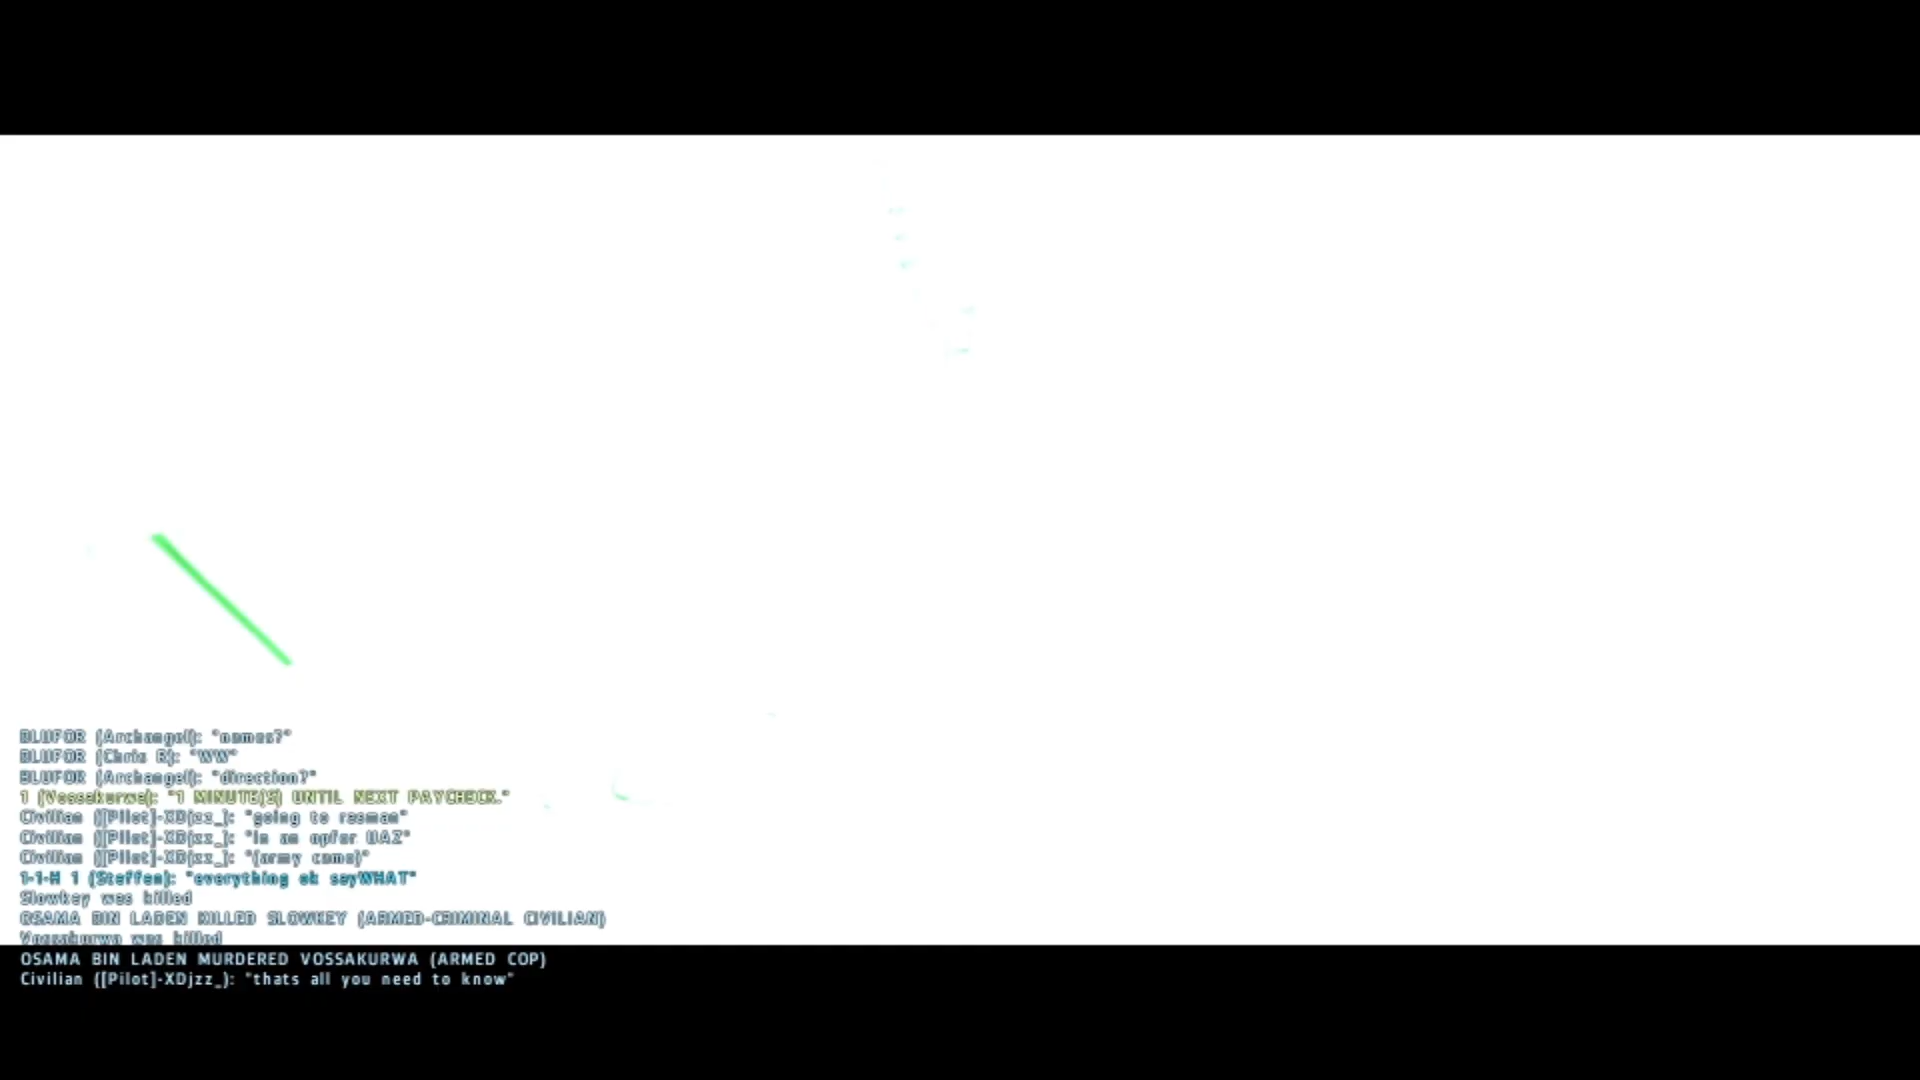 BLUFOR (Archangel): "names?"
BLUFOR (Chris R): "WW"
BLUFOR (Archangel): "direction?"
1 (Vossakurwa): "1 MINUTE(S) UNTIL NEXT PAYCHECK."
Civilian ([Pilot]-XDjzz_): "going to rasman"
Civilian ([Pilot]-XDjzz_): "in an opfor UAZ"
Civilian ([Pilot]-XDjzz_): "(army camo)"
1-1-H 1 (Steffen): "everything ok sayWHAT"
Slowkey was killed
OSAMA BIN LADEN KILLED SLOWKEY (ARMED-CRIMINAL CIVILIAN)
Vossakurwa was killed
OSAMA BIN LADEN MURDERED VOSSAKURWA (ARMED COP)
Civilian ([Pilot]-XDjzz_): "thats all you need to know"